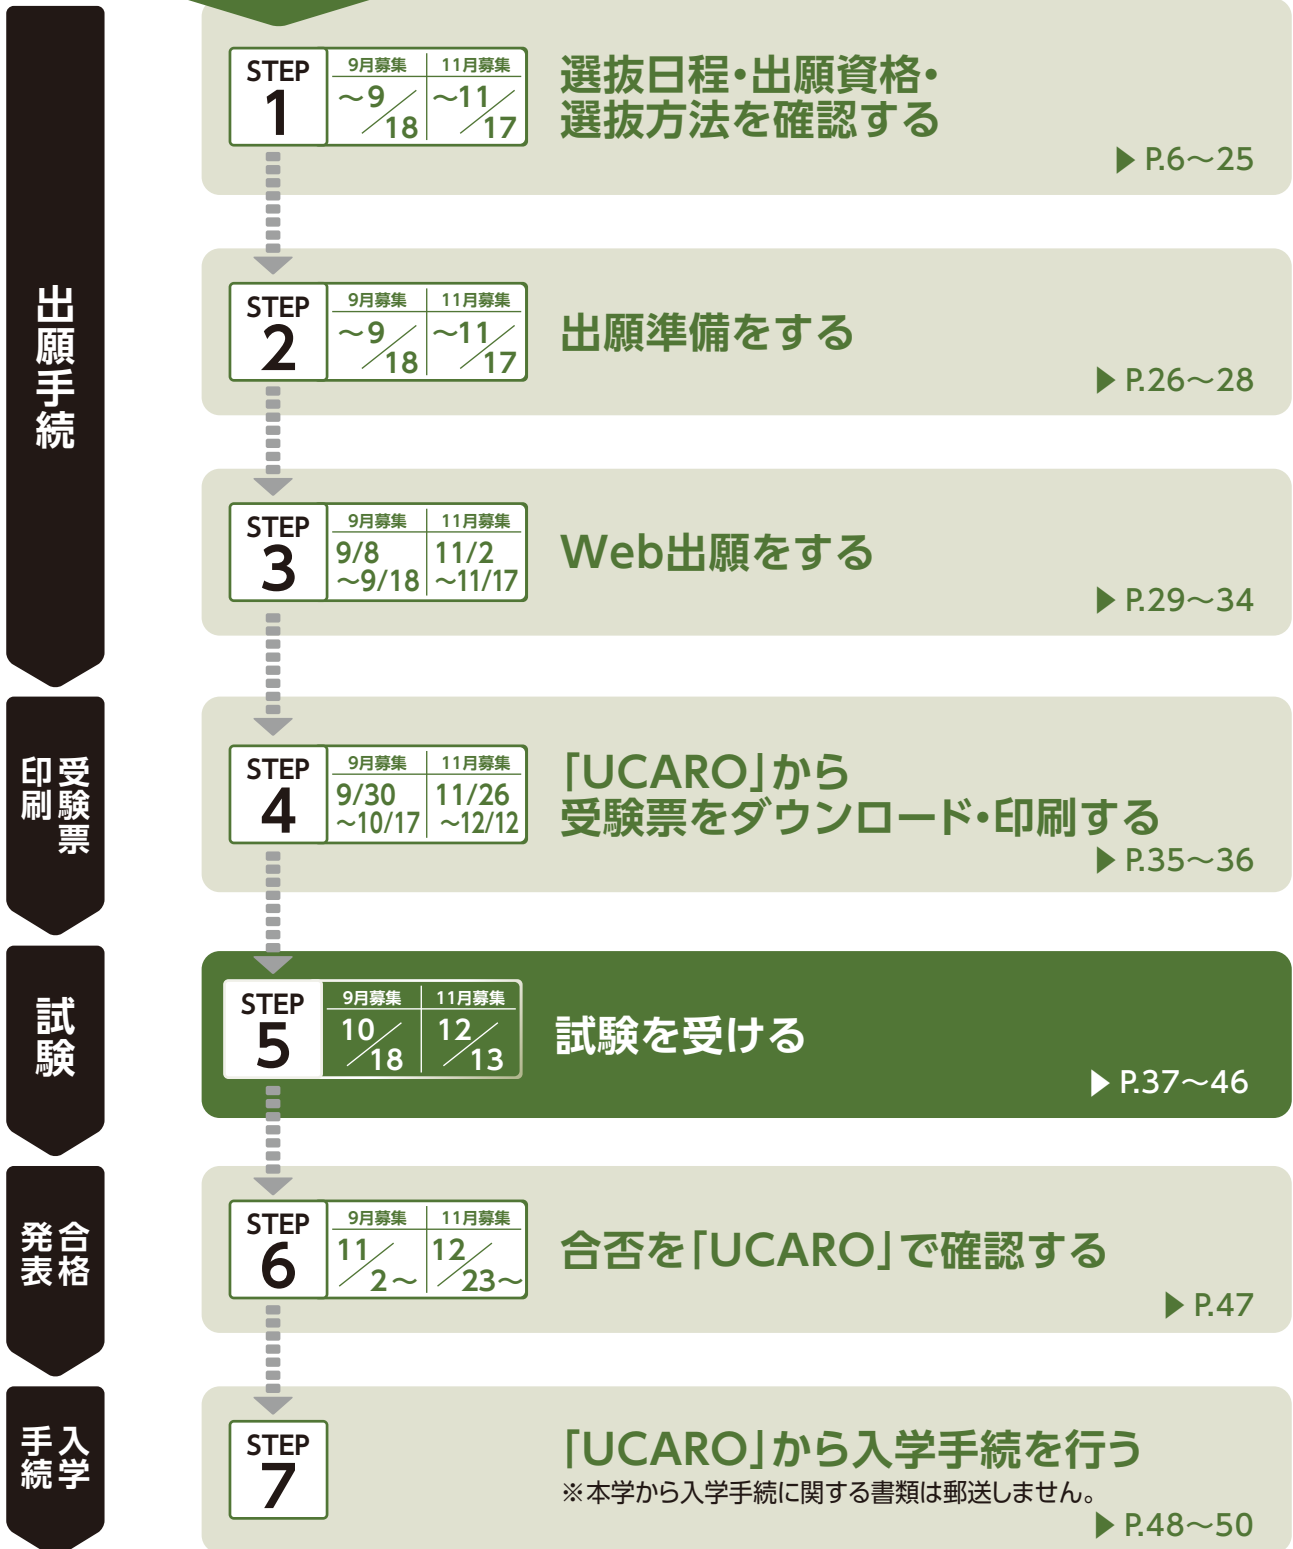 出願手続
STEP
1
9月募集 11月募集
～9／18 ～11／17
選抜日程・出願資格・
選抜方法を確認する
▶ P.6～25
STEP
2
9月募集 11月募集
～9／18 ～11／17
出願準備をする
▶ P.26～28
STEP
3
9月募集 11月募集
9/8 11/2
～9/18 ～11/17
Web出願をする
▶ P.29～34
受験票
印刷
STEP
4
9月募集 11月募集
9/30 11/26
～10/17 ～12/12
「UCARO」から
受験票をダウンロード・印刷する
▶ P.35～36
試験
STEP
5
9月募集 11月募集
10／18 12／13
試験を受ける
▶ P.37～46
合格
発表
STEP
6
9月募集 11月募集
11／2～ 12／23～
合否を「UCARO」で確認する
▶ P.47
入学
手続
STEP
7
「UCARO」から入学手続を行う
※本学から入学手続に関する書類は郵送しません。
▶ P.48～50